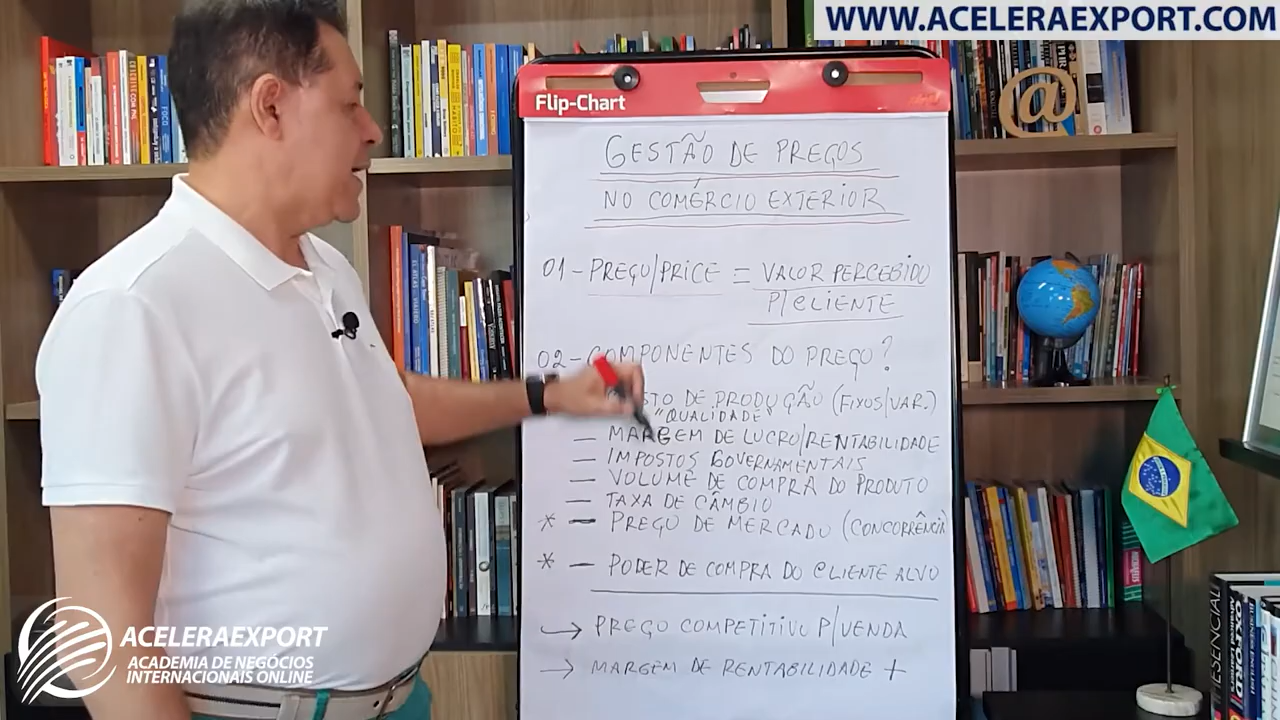 WWW.ACELERAEXPORT.COM
Flip-Chart
GESTÃO DE PREÇOS
NO COMÉRCIO EXTERIOR
01- PREÇO/PRICE = VALOR PERCEBIDO
P/CLIENTE
02- COMPONENTES DO PREÇO?
STO DE PRODUÇÃO (FIXOS/VAR.)
"QUALIDADE"
— MARGEM DE LUCRO/RENTABILIDADE
— IMPOSTOS GOVERNAMENTAIS
— VOLUME DE COMPRA DO PRODUTO
— TAXA DE CÂMBIO
* — PREÇO DE MERCADO (CONCORRÊNCIA
* — PODER DE COMPRA DO CLIENTE ALVO
→ PREÇO COMPETITIVO P/VENDA
→ MARGEM DE RENTABILIDADE +
ACELERAEXPORT
ACADEMIA DE NEGÓCIOS
INTERNACIONAIS ONLINE
FOCO
OXFORD